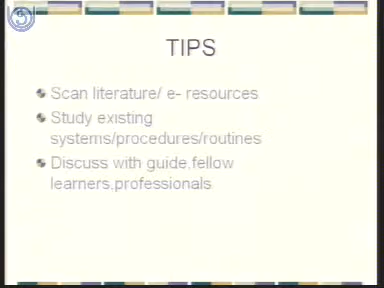 TIPS
Scan literature/ e- resources
Study existing
systems/procedures/routines
Discuss with guide,fellow
learners,professionals